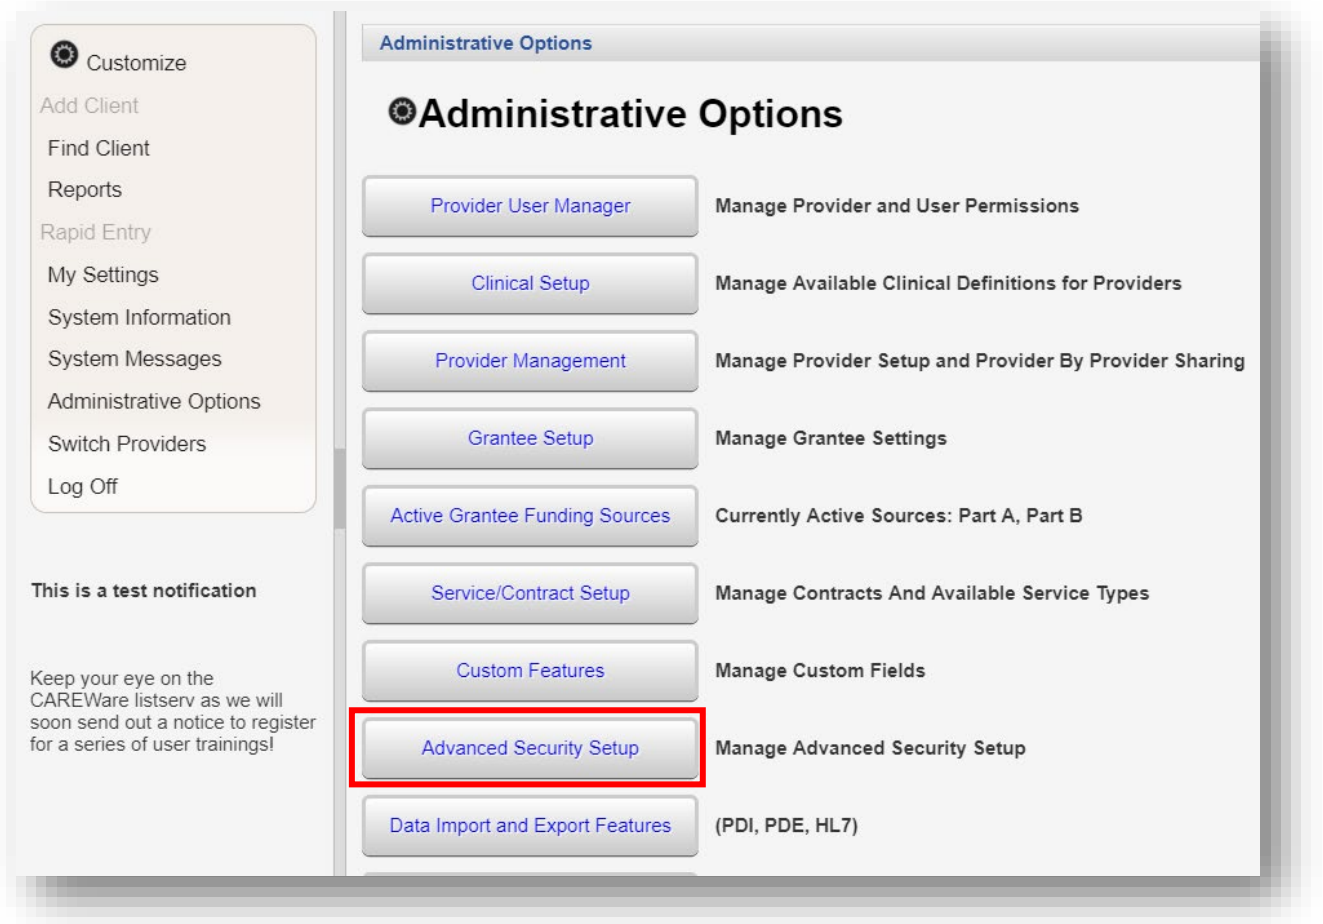 Customize
Add Client
Find Client
Reports
Rapid Entry
My Settings
System Information
System Messages
Administrative Options
Switch Providers
Log Off
This is a test notification
Keep your eye on the
CAREWare listserv as we will
soon send out a notice to register
for a series of user trainings!
Administrative Options
Administrative Options
Provider User Manager Manage Provider and User Permissions
Clinical Setup Manage Available Clinical Definitions for Providers
Provider Management Manage Provider Setup and Provider By Provider Sharing
Grantee Setup Manage Grantee Settings
Active Grantee Funding Sources Currently Active Sources: Part A, Part B
Service/Contract Setup Manage Contracts And Available Service Types
Custom Features Manage Custom Fields
Advanced Security Setup Manage Advanced Security Setup
Data Import and Export Features (PDI, PDE, HL7)